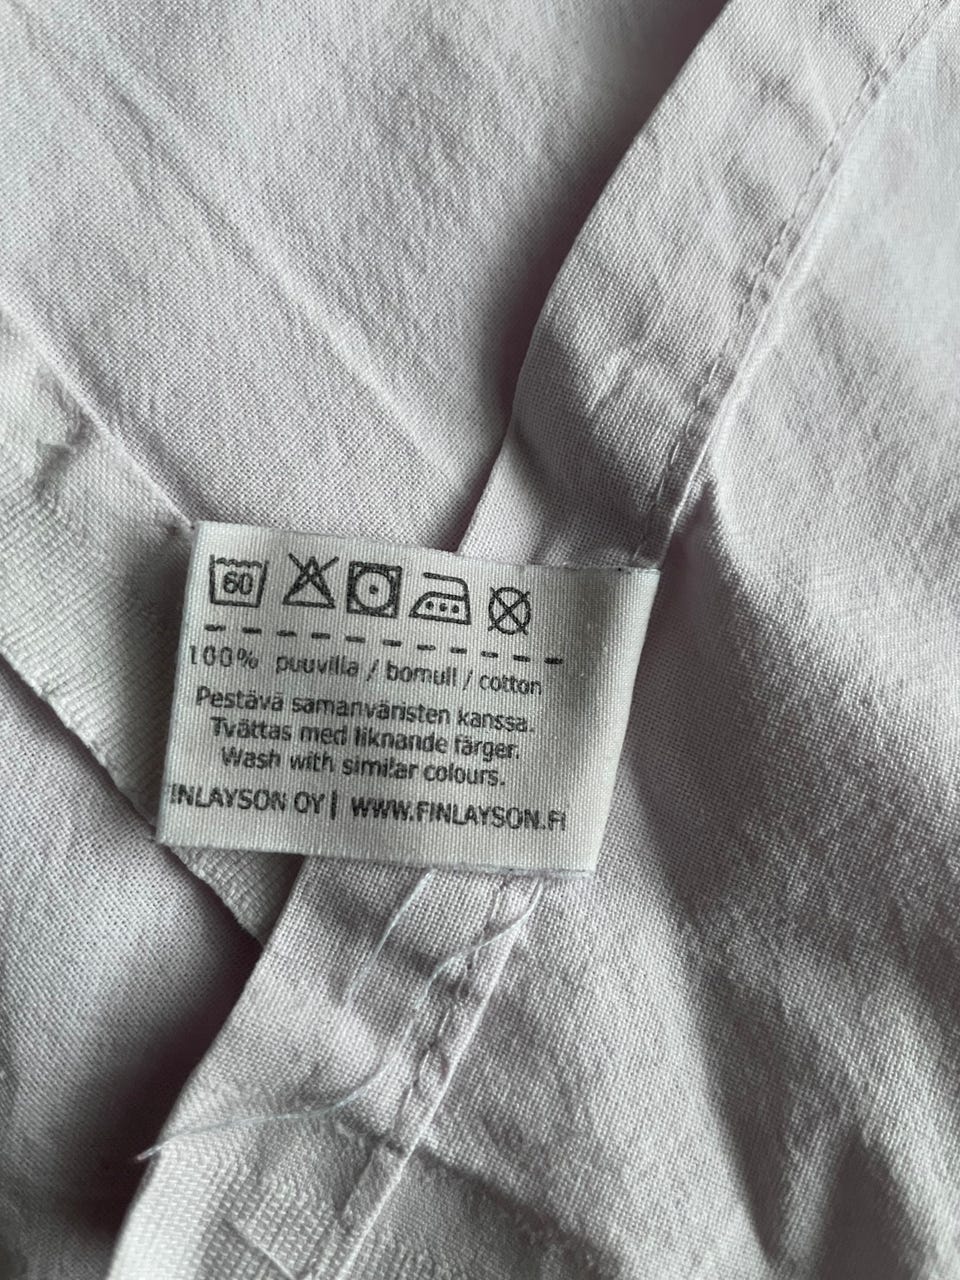 60
100% puuvilla / bomull / cotton
Pestävä samanväristen kanssa.
Tvättas med liknande färger.
Wash with similar colours.
INLAYSON OY | WWW.FINLAYSON.FI